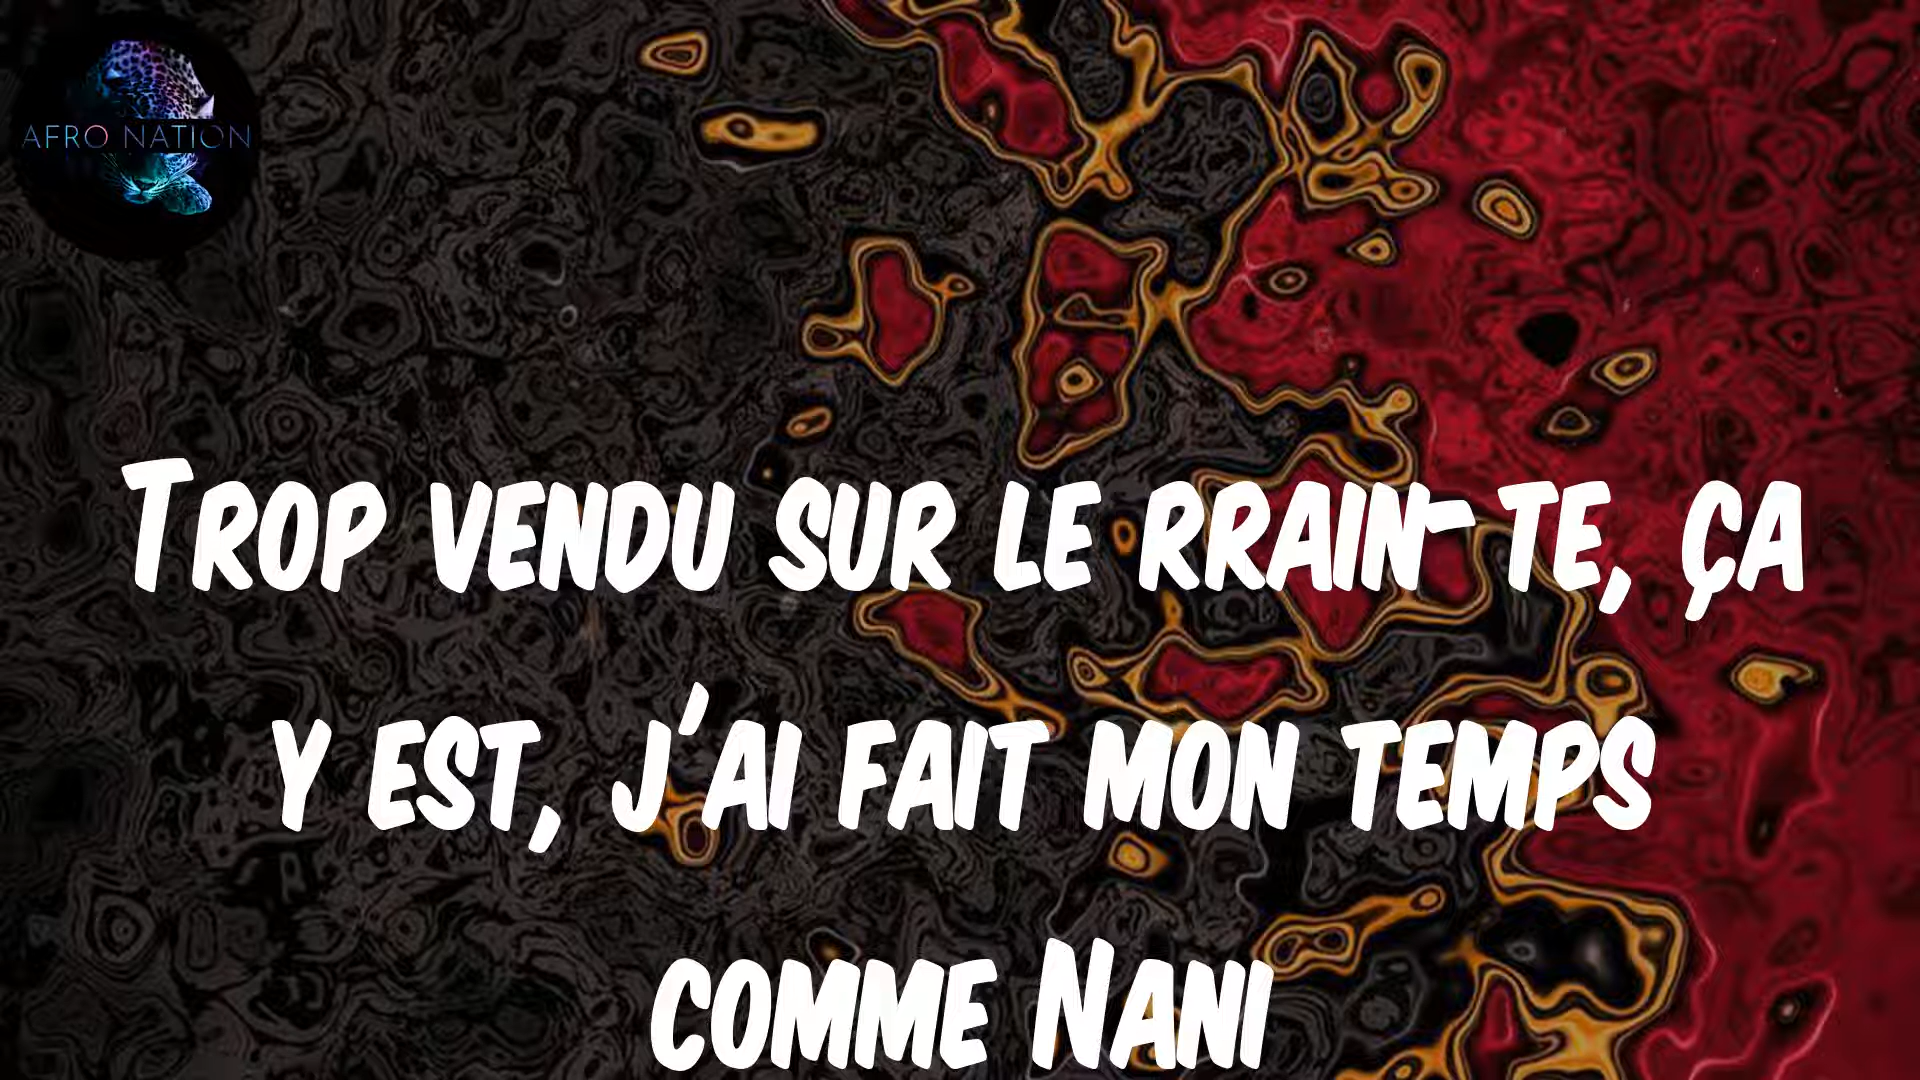 AFRO NATION
Trop vendu sur le rrain-te, ça
y est, j'ai fait mon temps
comme Nani